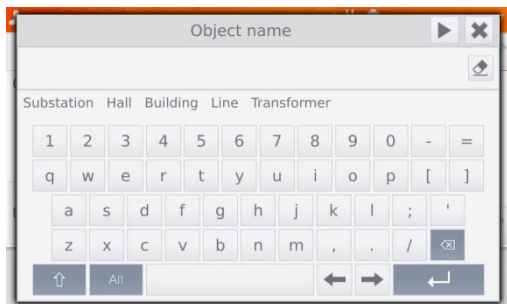 Object name
Substation Hall Building Line Transformer
1 2 3 4 5 6 7 8 9 0 - =
q w e r t y u i o p [ ]
a s d f g h j k l ; '
z x c v b n m , . /
Alt